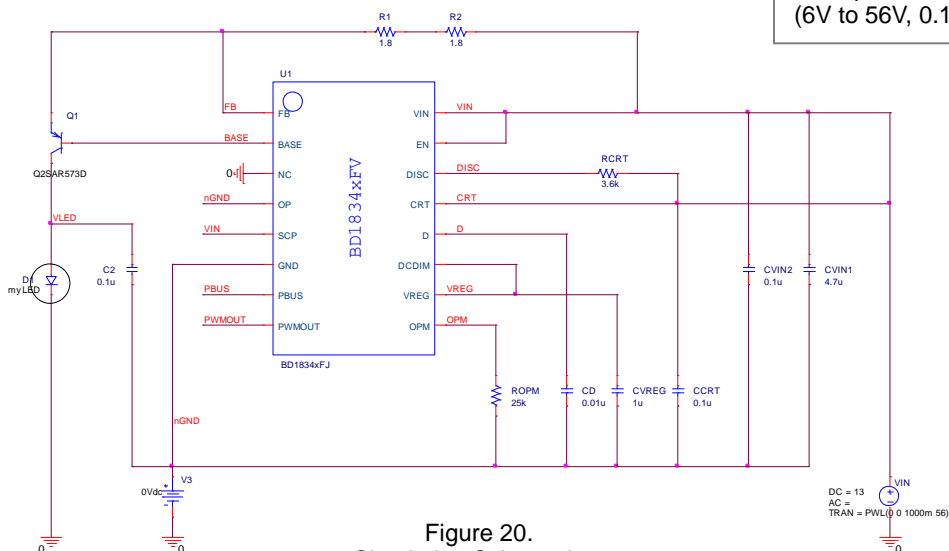 (6V to 56V, 0.1
R1
1.8
R2
1.8
U1
FB
FB
VIN
VIN
Q1
BASE
BASE
EN
Q2SAR573D
0
NC
DISC
DISC
RCRT
3.6k
nGND
OP
CRT
CRT
VLED
VIN
SCP
D
D
BD1834xFV
C2
0.1u
GND
DCDIM
CVIN2
0.1u
CVIN1
4.7u
D1
myLED
PBUS
PBUS
VREG
VREG
PWMOUT
PWMOUT
OPM
OPM
BD1834xFJ
ROPM
25k
CD
0.01u
CVREG
1u
CCRT
0.1u
nGND
V3
0Vdc
VIN
DC = 13
AC =
TRAN = PWL(0 0 1000m 56)
0
0
0
Figure 20.